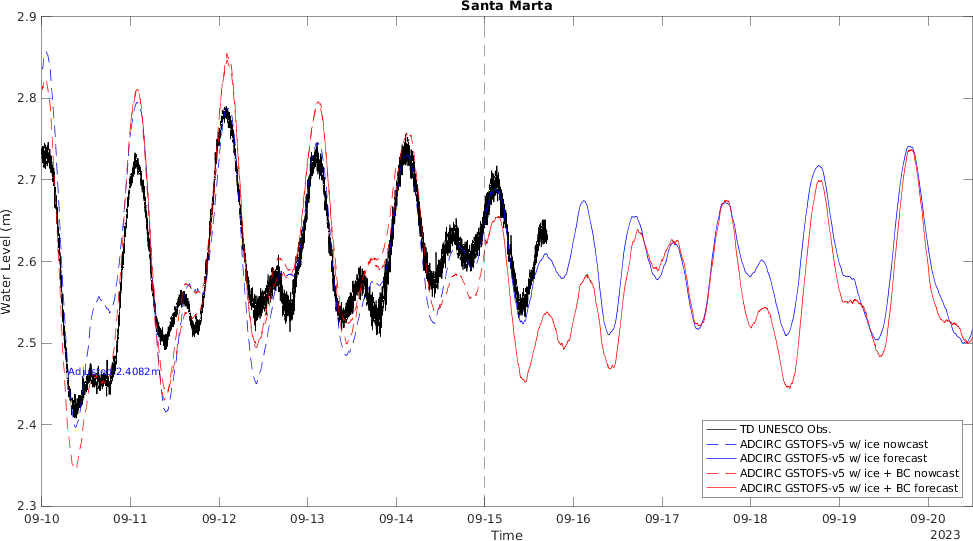 Santa Marta
Water Level (m)
2.9
2.8
2.7
2.6
2.5
2.4
2.3
2.4082m
TD UNESCO Obs.
ADCIRC GSTOFS-v5 w/ ice nowcast
ADCIRC GSTOFS-v5 w/ ice forecast
ADCIRC GSTOFS-v5 w/ ice + BC nowcast
ADCIRC GSTOFS-v5 w/ ice + BC forecast
09-10 09-11 09-12 09-13 09-14 09-15 09-16 09-17 09-18 09-19 09-20
Time
2023